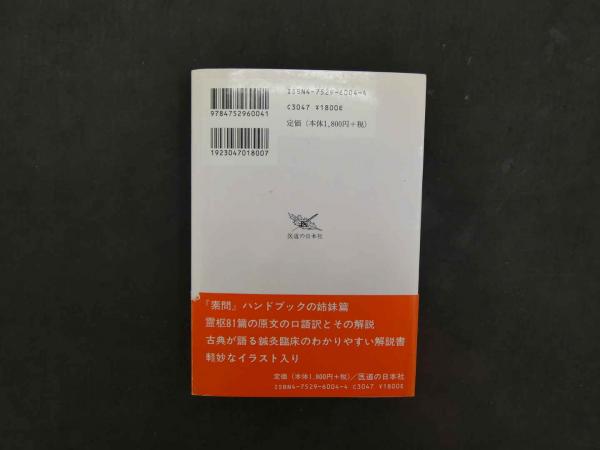 ISBN4-7529-6004-4
C3047 ¥1800E
定価（本体1,800円＋税）
9784752960041
1923047018007
医道の日本社
『素問』ハンドブックの姉妹篇
霊枢81篇の原文の口語訳とその解説
古典が語る鍼灸臨床のわかりやすい解説書
軽妙なイラスト入り
定価（本体1,800円＋税）／医道の日本社
ISBN4-7529-6004-4 C3047 ¥1800E